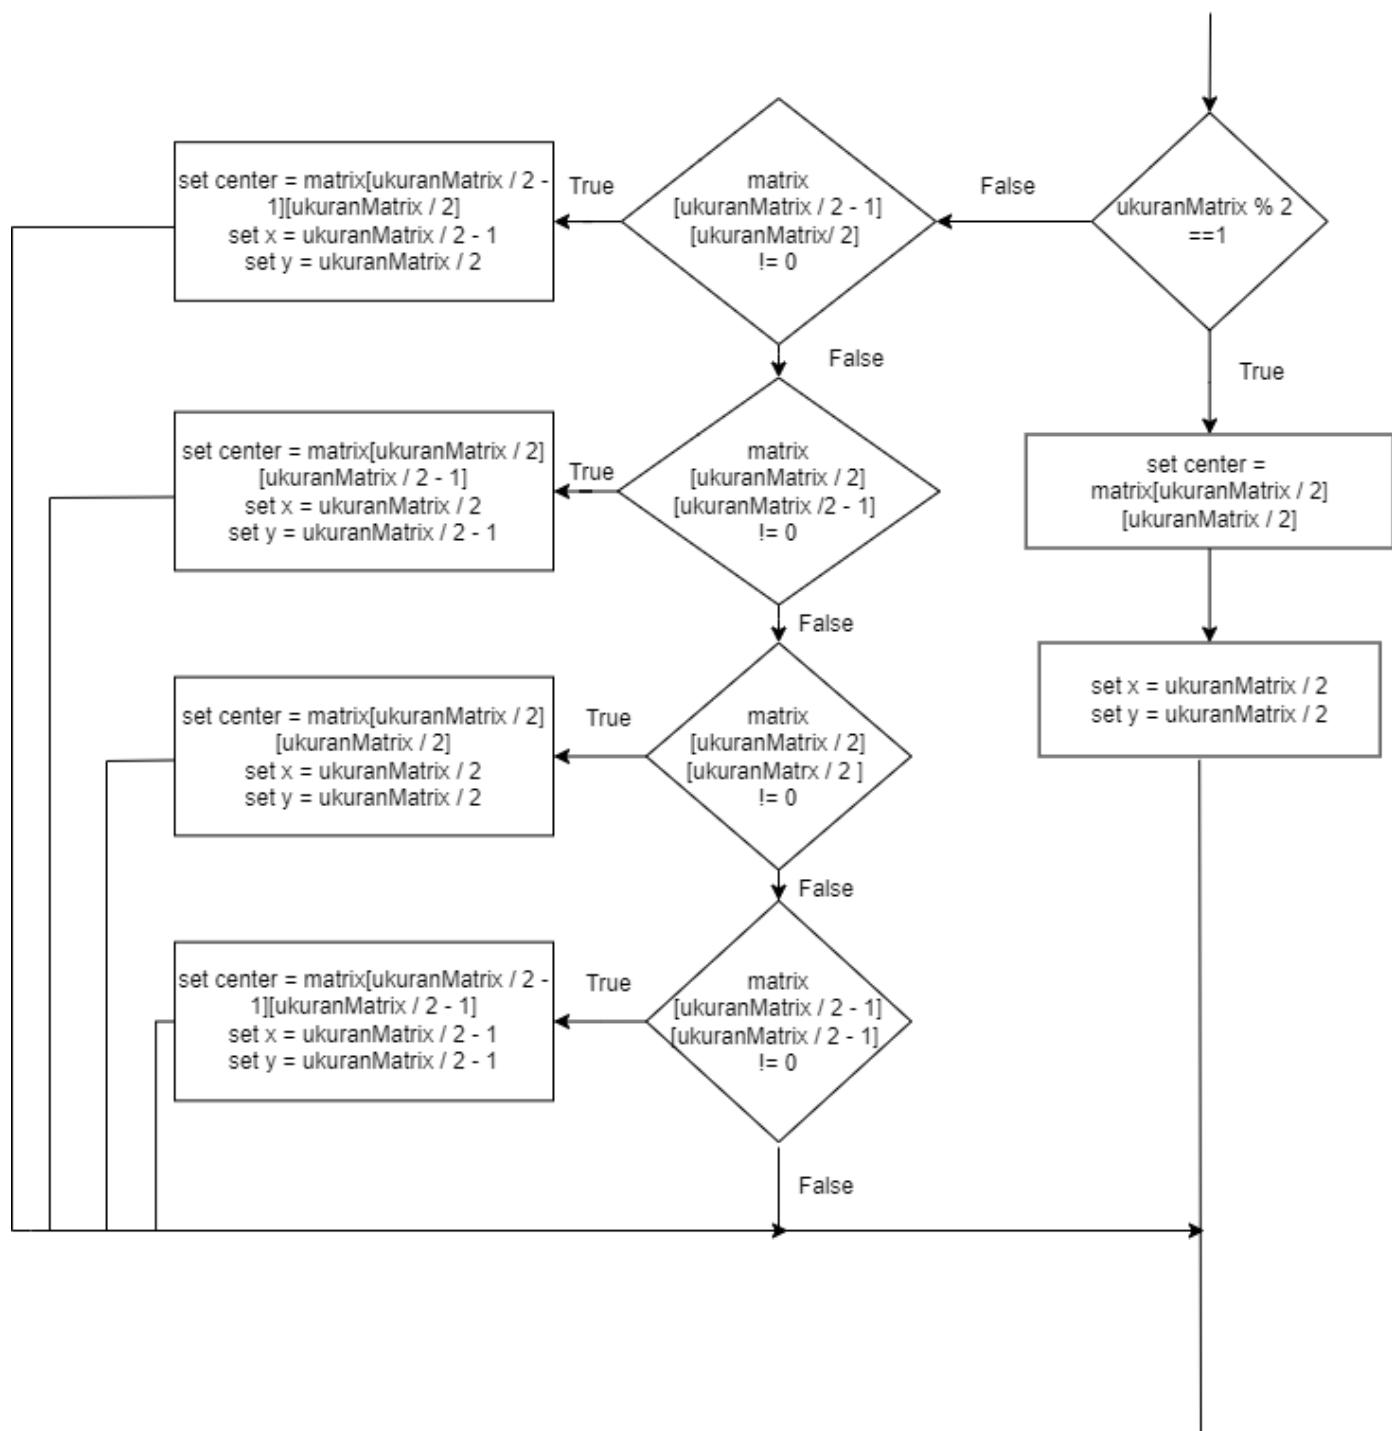 ukuranMatrix % 2
==1
False
matrix
[ukuranMatrix / 2 - 1]
[ukuranMatrix/ 2]
!= 0
True
set center = matrix[ukuranMatrix / 2 -
1][ukuranMatrix / 2]
set x = ukuranMatrix / 2 - 1
set y = ukuranMatrix / 2
False
True
matrix
[ukuranMatrix / 2]
[ukuranMatrix /2 - 1]
!= 0
True
set center = matrix[ukuranMatrix / 2]
[ukuranMatrix / 2 - 1]
set x = ukuranMatrix / 2
set y = ukuranMatrix / 2 - 1
set center =
matrix[ukuranMatrix / 2]
[ukuranMatrix / 2]
False
matrix
[ukuranMatrix / 2]
[ukuranMatrx / 2 ]
!= 0
True
set center = matrix[ukuranMatrix / 2]
[ukuranMatrix / 2]
set x = ukuranMatrix / 2
set y = ukuranMatrix / 2
set x = ukuranMatrix / 2
set y = ukuranMatrix / 2
False
matrix
[ukuranMatrix / 2 - 1]
[ukuranMatrix / 2 - 1]
!= 0
True
set center = matrix[ukuranMatrix / 2 -
1][ukuranMatrix / 2 - 1]
set x = ukuranMatrix / 2 - 1
set y = ukuranMatrix / 2 - 1
False